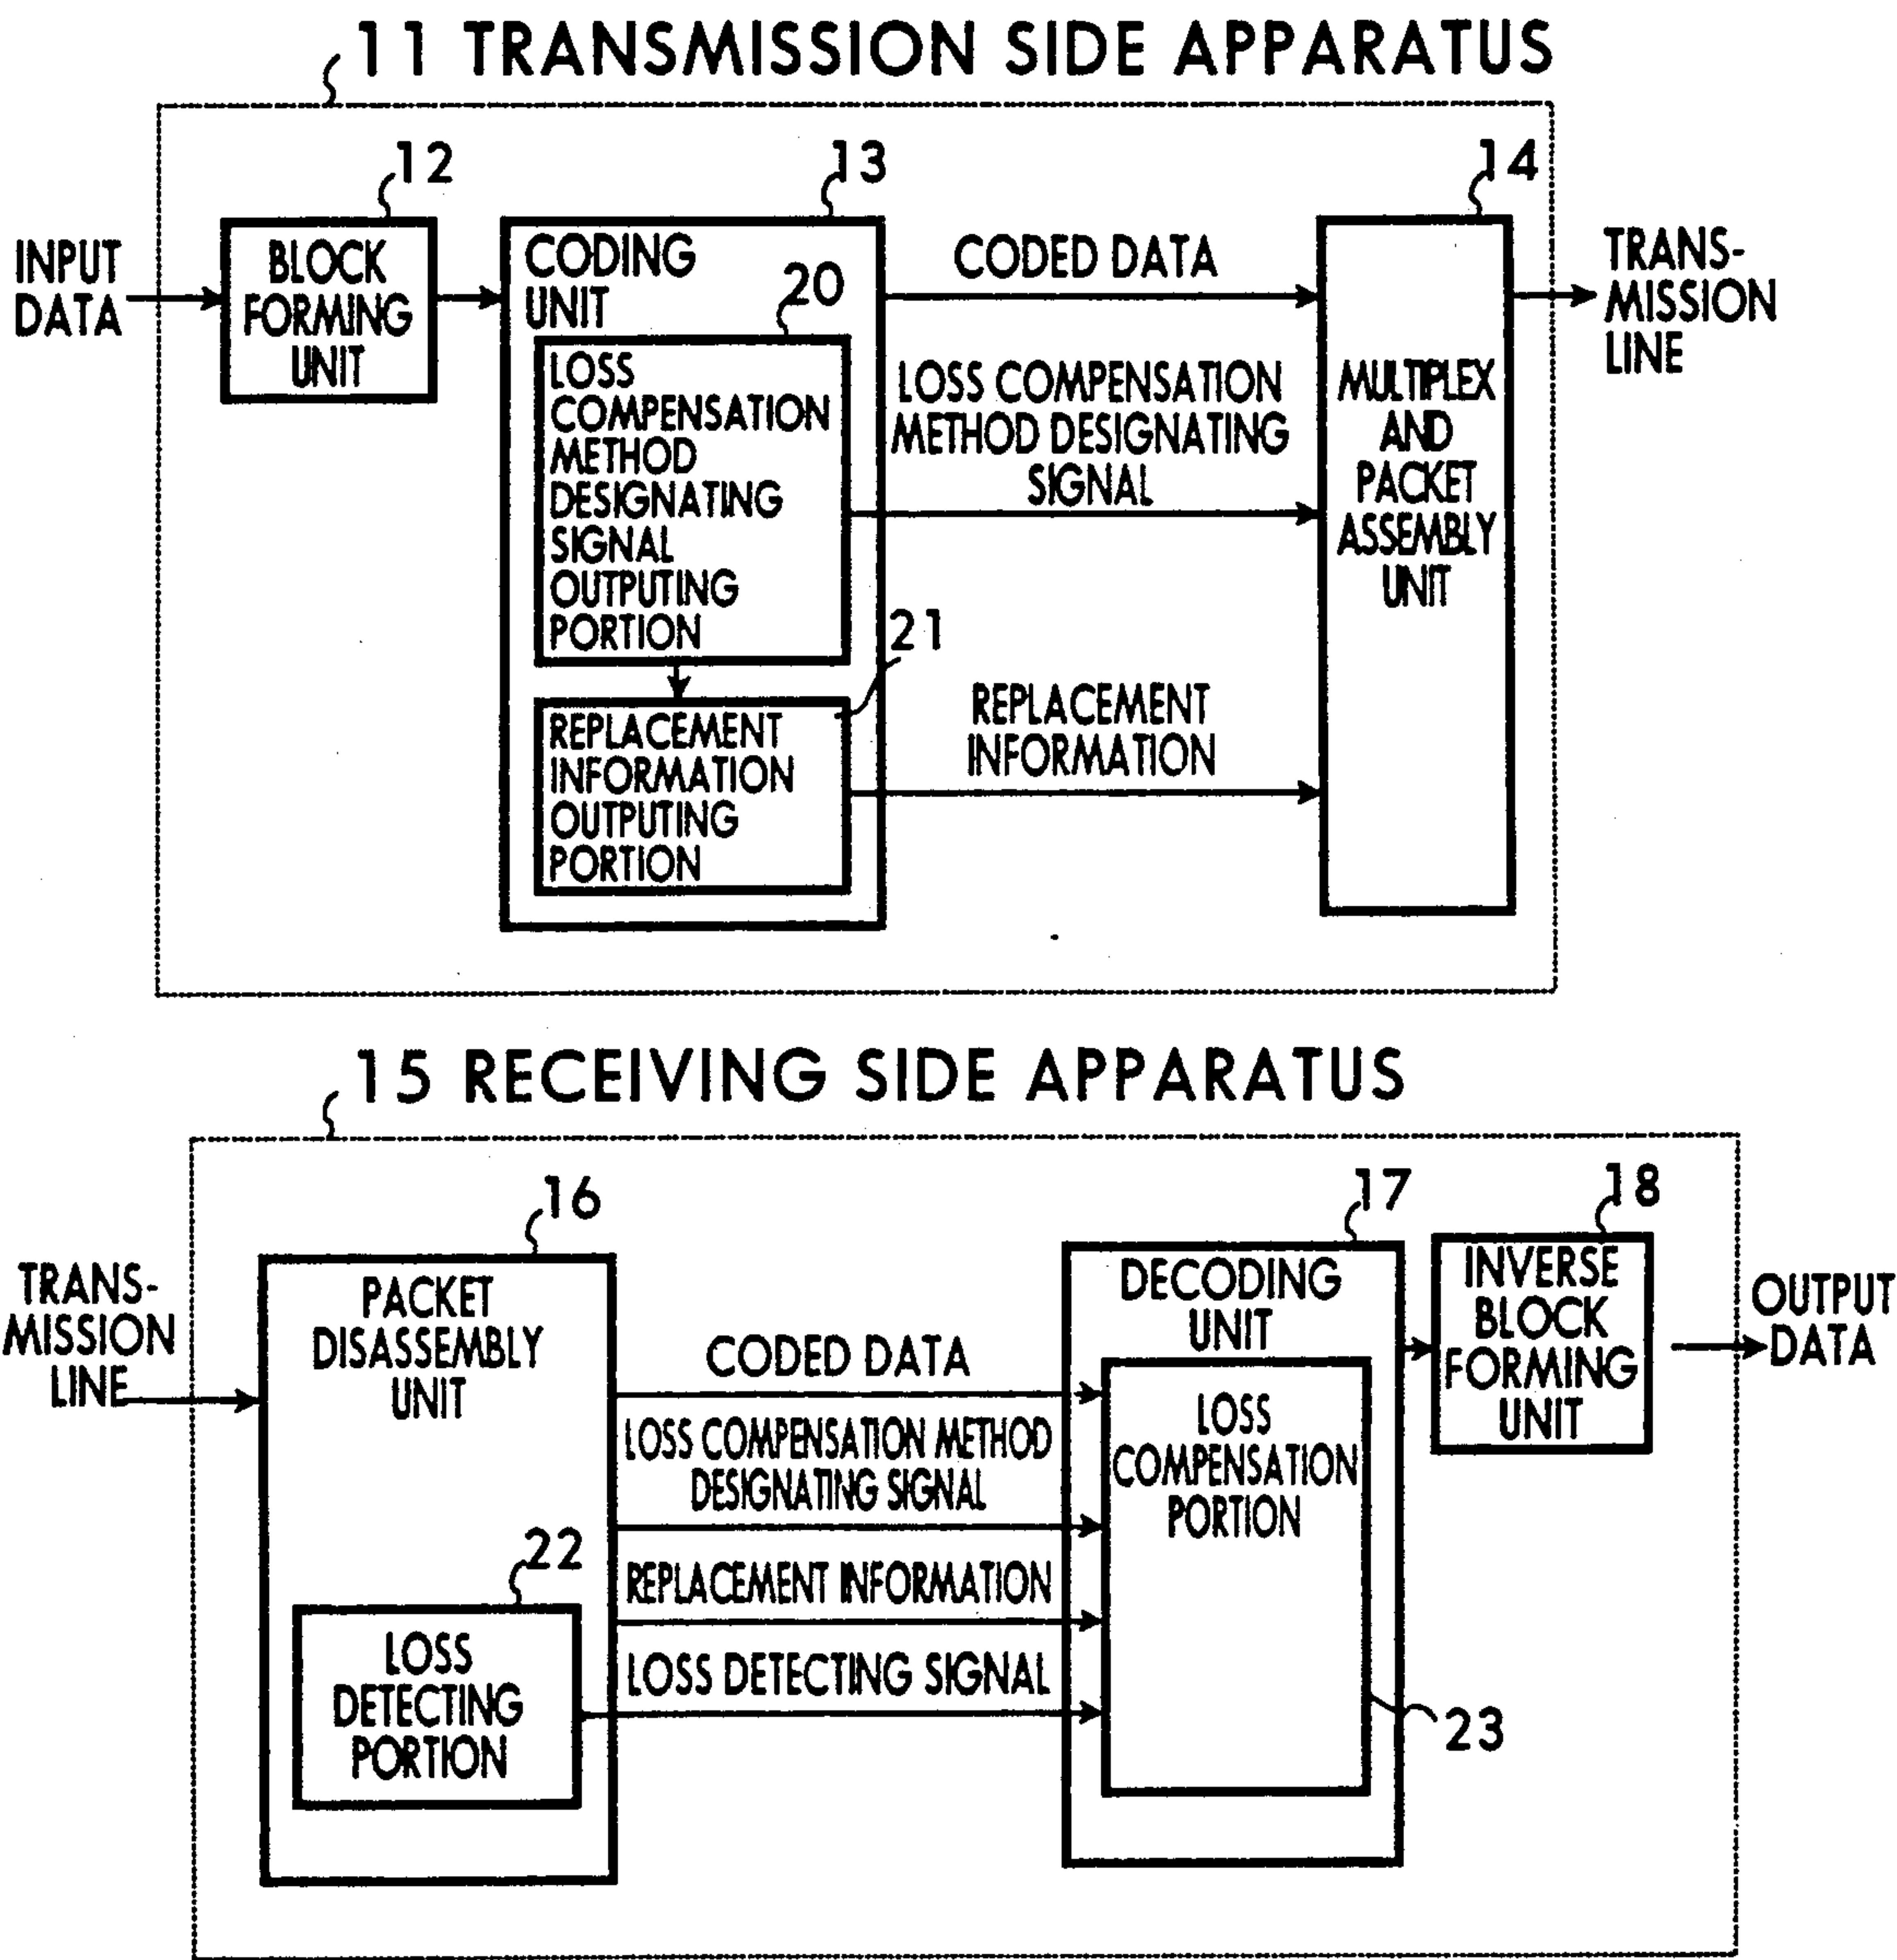 11 TRANSMISSION SIDE APPARATUS
12
13
14
INPUT
DATA
BLOCK
FORMING
UNIT
CODING
UNIT
20
LOSS
COMPENSATION
METHOD
DESIGNATING
SIGNAL
OUTPUTING
PORTION
21
REPLACEMENT
INFORMATION
OUTPUTING
PORTION
CODED DATA
LOSS COMPENSATION
METHOD DESIGNATING
SIGNAL
REPLACEMENT
INFORMATION
MULTIPLEX
AND
PACKET
ASSEMBLY
UNIT
TRANS-
MISSION
LINE
15 RECEIVING SIDE APPARATUS
16
17
18
TRANS-
MISSION
LINE
PACKET
DISASSEMBLY
UNIT
22
LOSS
DETECTING
PORTION
CODED DATA
LOSS COMPENSATION METHOD
DESIGNATING SIGNAL
REPLACEMENT INFORMATION
LOSS DETECTING SIGNAL
DECODING
UNIT
LOSS
COMPENSATION
PORTION
23
INVERSE
BLOCK
FORMING
UNIT
OUTPUT
DATA